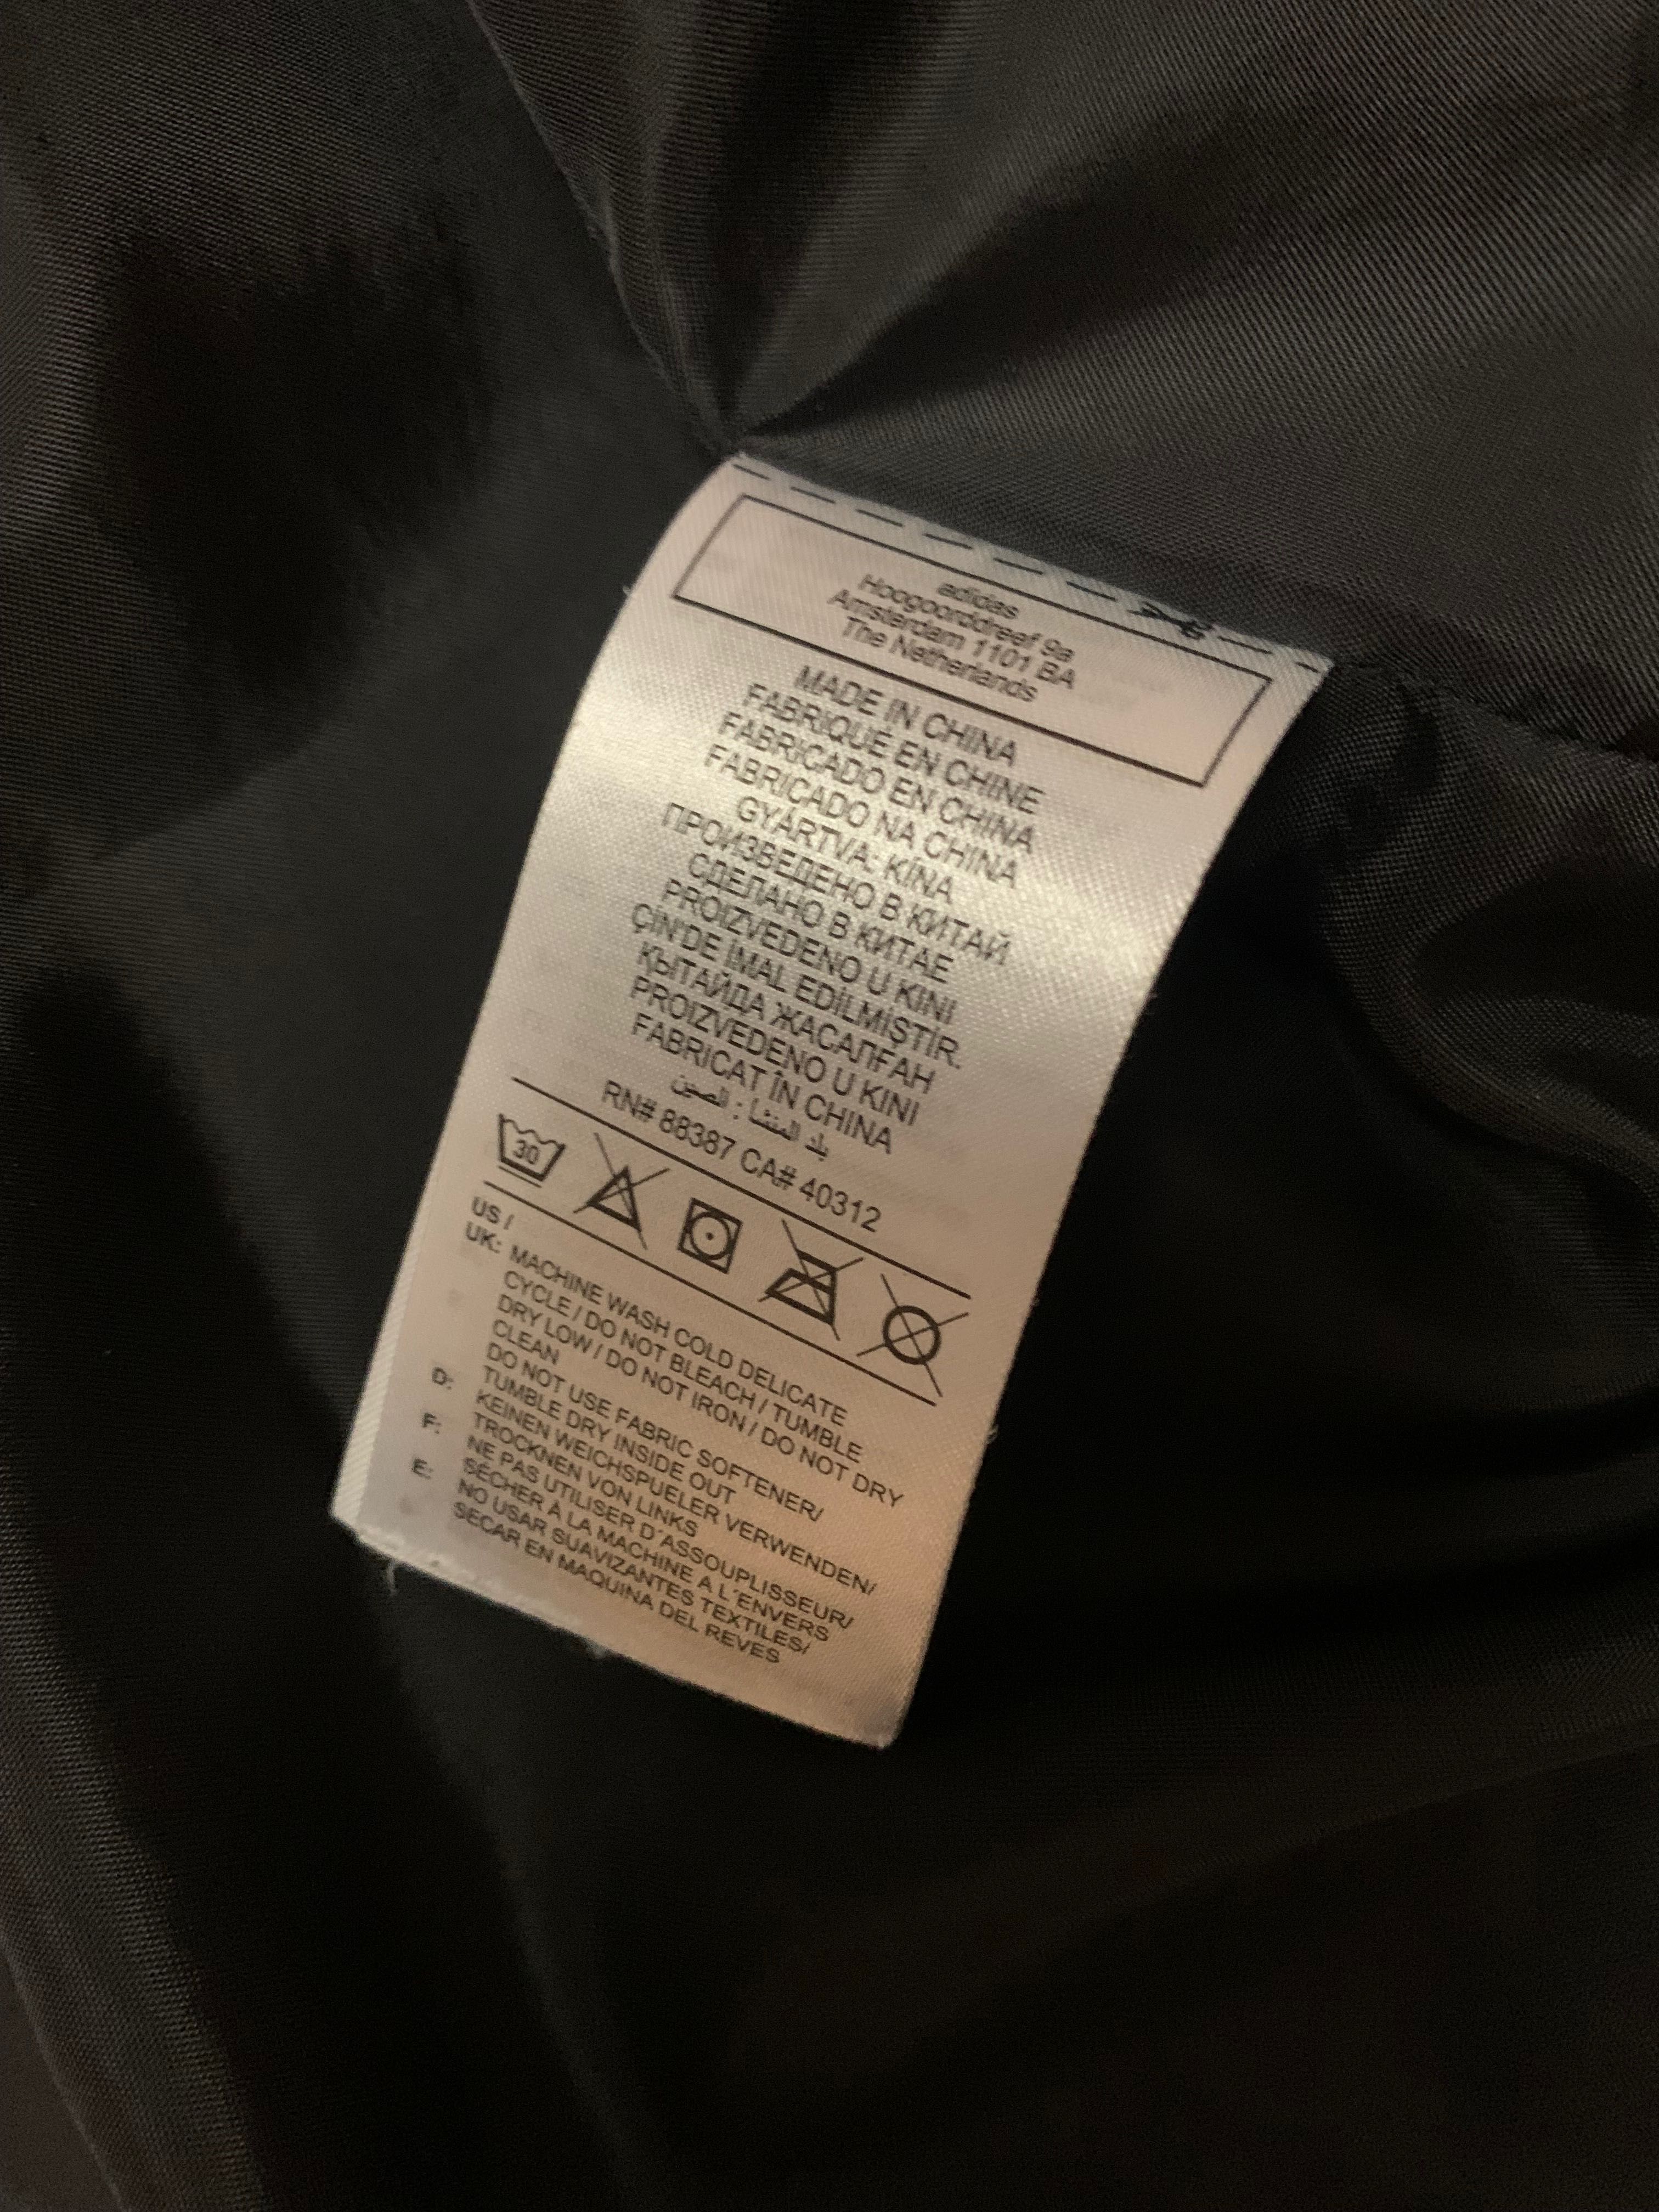 adidas
Hoogoorddreef 9a
Amsterdam 1101 BA
The Netherlands
MADE IN CHINA
FABRIQUÉ EN CHINE
FABRICADO EN CHINA
FABRICADO NA CHINA
GYÁRTVA: KÍNA
ПРОИЗВЕДЕНО В КИТАЙ
СДЕЛАНО В КИТАЕ
PROIZVEDENO U KINI
ÇİN'DE İMAL EDİLMİŞTİR.
ҚЫТАЙДА ЖАСАЛҒАН
PROIZVEDENO U KINI
FABRICAT ÎN CHINA
بلد المنشا : الصين
RN# 88387 CA# 40312
30
US /
UK: MACHINE WASH COLD DELICATE
CYCLE / DO NOT BLEACH / TUMBLE
DRY LOW / DO NOT IRON / DO NOT DRY
CLEAN
DO NOT USE FABRIC SOFTENER/
TUMBLE DRY INSIDE OUT
D: KEINEN WEICHSPUELER VERWENDEN/
TROCKNEN VON LINKS
F: NE PAS UTILISER D´ASSOUPLISSEUR/
SÉCHER À LA MACHINE A L´ENVERS
E: NO USAR SUAVIZANTES TEXTILES/
SECAR EN MAQUINA DEL REVES